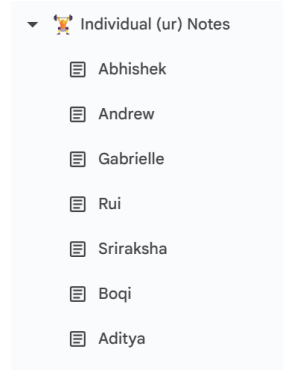 Individual (ur) Notes
Abhishek
Andrew
Gabrielle
Rui
Sriraksha
Boqi
Aditya